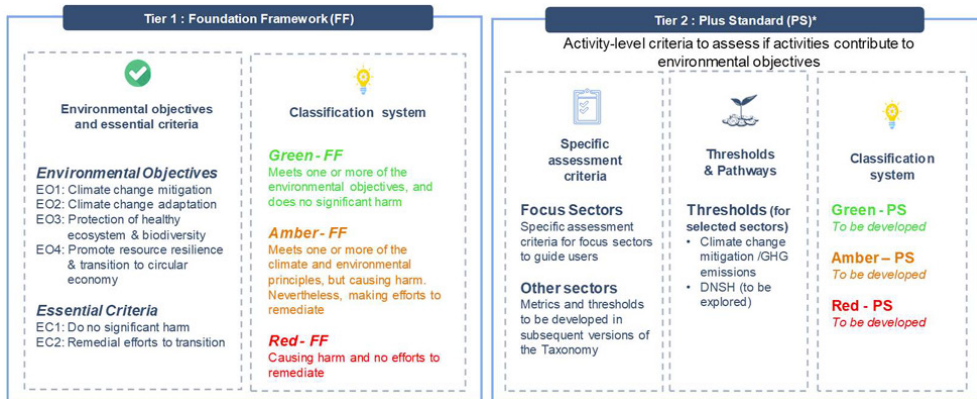 Tier 1 : Foundation Framework (FF)
Environmental objectives
and essential criteria
Environmental Objectives
EO1: Climate change mitigation
EO2: Climate change adaptation
EO3: Protection of healthy
ecosystem & biodiversity
EO4: Promote resource resilience
& transition to circular
economy
Essential Criteria
EC1: Do no significant harm
EC2: Remedial efforts to transition
Classification system
Green - FF
Meets one or more of the
environmental objectives, and
does no significant harm
Amber - FF
Meets one or more of the
climate and environmental
principles, but causing harm.
Nevertheless, making efforts to
remediate
Red - FF
Causing harm and no efforts to
remediate
Tier 2 : Plus Standard (PS)*
Activity-level criteria to assess if activities contribute to
environmental objectives
Specific
assessment
criteria
Focus Sectors
Specific assessment
criteria for focus sectors
to guide users
Other sectors
Metrics and thresholds
to be developed in
subsequent versions of
the Taxonomy
Thresholds
& Pathways
Thresholds (for
selected sectors)
• Climate change
mitigation /GHG
emissions
• DNSH (to be
explored)
Classification
system
Green - PS
To be developed
Amber – PS
To be developed
Red - PS
To be developed